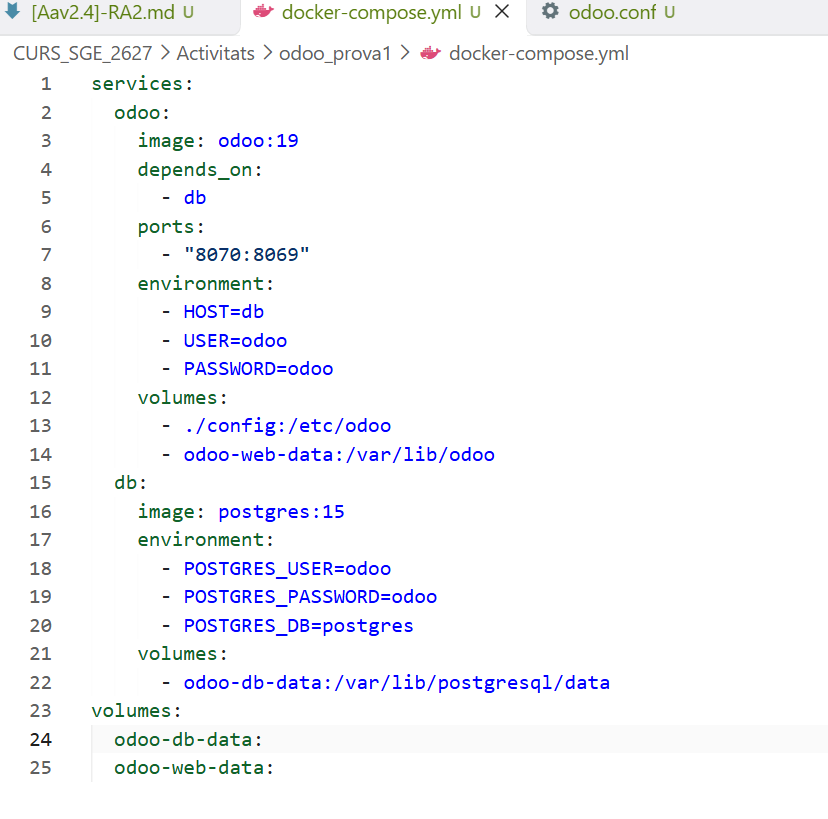 [Aav2.4]-RA2.md U docker-compose.yml U odoo.conf U
CURS_SGE_2627 > Activitats > odoo_prova1 > docker-compose.yml
1 services:
2   odoo:
3     image: odoo:19
4     depends_on:
5       - db
6     ports:
7       - "8070:8069"
8     environment:
9       - HOST=db
10       - USER=odoo
11       - PASSWORD=odoo
12     volumes:
13       - ./config:/etc/odoo
14       - odoo-web-data:/var/lib/odoo
15   db:
16     image: postgres:15
17     environment:
18       - POSTGRES_USER=odoo
19       - POSTGRES_PASSWORD=odoo
20       - POSTGRES_DB=postgres
21     volumes:
22       - odoo-db-data:/var/lib/postgresql/data
23 volumes:
24   odoo-db-data:
25   odoo-web-data: